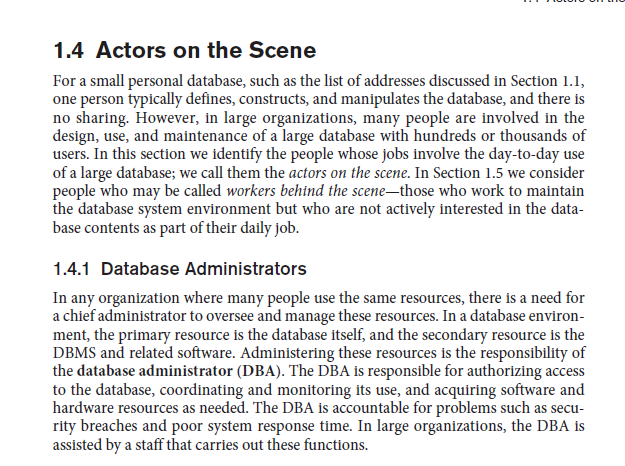 1.4 Actors on the Scene
For a small personal database, such as the list of addresses discussed in Section 1.1,
one person typically defines, constructs, and manipulates the database, and there is
no sharing. However, in large organizations, many people are involved in the
design, use, and maintenance of a large database with hundreds or thousands of
users. In this section we identify the people whose jobs involve the day-to-day use
of a large database; we call them the actors on the scene. In Section 1.5 we consider
people who may be called workers behind the scene—those who work to maintain
the database system environment but who are not actively interested in the data-
base contents as part of their daily job.
1.4.1 Database Administrators
In any organization where many people use the same resources, there is a need for
a chief administrator to oversee and manage these resources. In a database environ-
ment, the primary resource is the database itself, and the secondary resource is the
DBMS and related software. Administering these resources is the responsibility of
the database administrator (DBA). The DBA is responsible for authorizing access
to the database, coordinating and monitoring its use, and acquiring software and
hardware resources as needed. The DBA is accountable for problems such as secu-
rity breaches and poor system response time. In large organizations, the DBA is
assisted by a staff that carries out these functions.